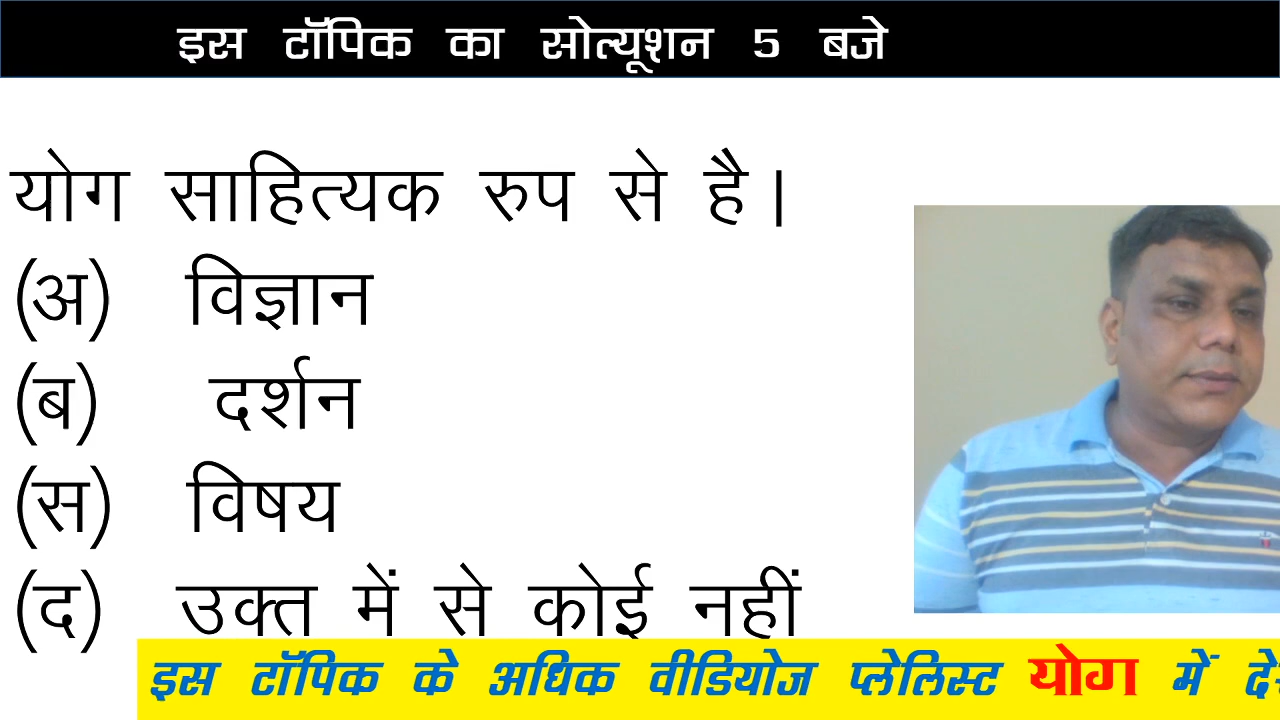 इस टॉपिक का सोल्यूशन 5 बजे
योग साहित्यक रुप से है।
(अ) विज्ञान
(ब) दर्शन
(स) विषय
(द) उक्त में से कोई नहीं
इस टॉपिक के अधिक वीडियोज प्लेलिस्ट योग में